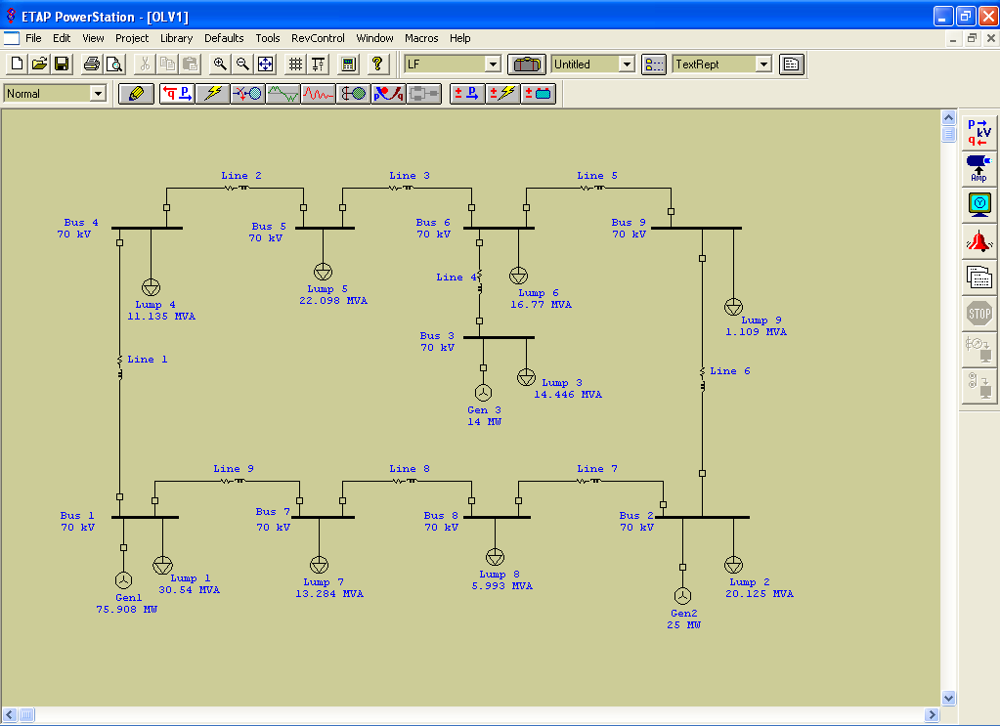 ETAP PowerStation - [OLV1]
File Edit View Project Library Defaults Tools RevControl Window Macros Help
LF Untitled TextRept
Normal
Line 2
Line 3
Line 5
Bus 4
70 kV
Bus 5
70 kV
Bus 6
70 kV
Bus 9
70 kV
Line 4
Lump 4
11.135 MVA
Lump 5
22.098 MVA
Lump 6
16.77 MVA
Lump 9
1.109 MVA
Bus 3
70 kV
Line 1
Line 6
Lump 3
14.446 MVA
Gen 3
14 MW
Line 9
Line 8
Line 7
Bus 1
70 kV
Bus 7
70 kV
Bus 8
70 kV
Bus 2
70 kV
Lump 1
30.54 MVA
Gen1
75.908 MW
Lump 7
13.284 MVA
Lump 8
5.993 MVA
Lump 2
20.125 MVA
Gen2
25 MW
P
kV
q
Amp
STOP